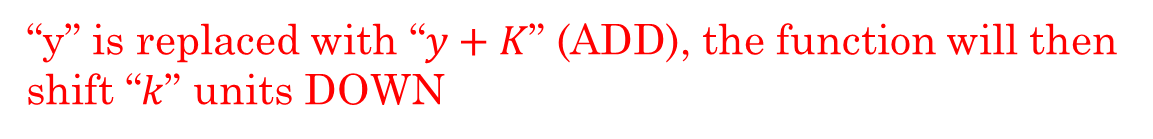 “y” is replaced with “y + K” (ADD), the function will then
shift “k” units DOWN